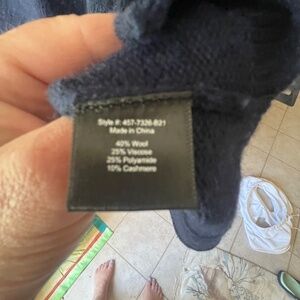 Style #: 457-7326-B21
Made in China
40% Wool
25% Viscose
25% Polyamide
10% Cashmere